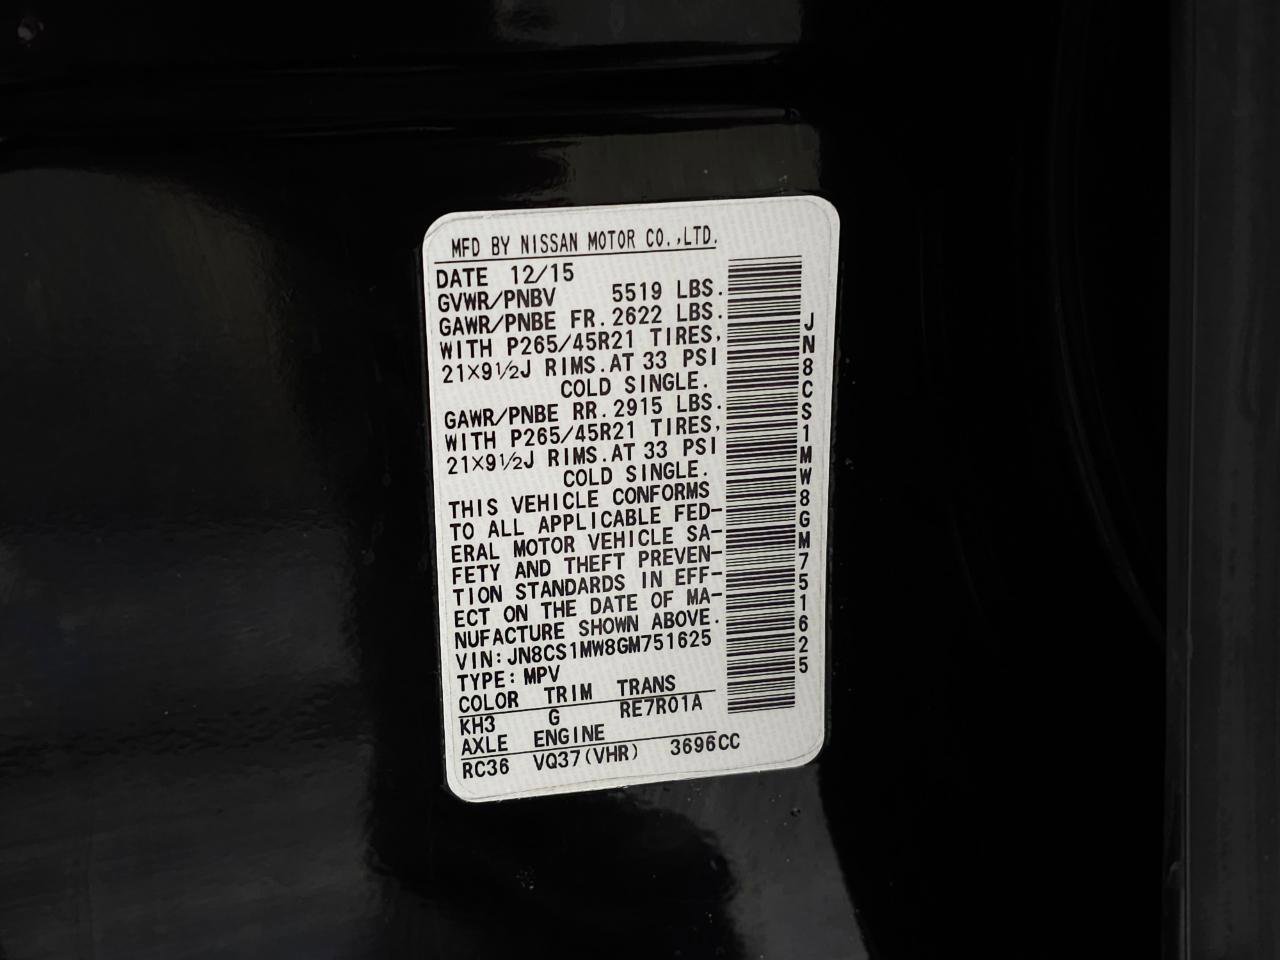 MFD BY NISSAN MOTOR CO.,LTD.
DATE 12/15
GVWR/PNBV 5519 LBS.
GAWR/PNBE FR. 2622 LBS.
WITH P265/45R21 TIRES,
21×9½J RIMS. AT 33 PSI
COLD SINGLE.
GAWR/PNBE RR. 2915 LBS.
WITH P265/45R21 TIRES,
21×9½J RIMS. AT 33 PSI
COLD SINGLE.
THIS VEHICLE CONFORMS
TO ALL APPLICABLE FED-
ERAL MOTOR VEHICLE SA-
FETY AND THEFT PREVEN-
TION STANDARDS IN EFF-
ECT ON THE DATE OF MA-
NUFACTURE SHOWN ABOVE.
VIN: JN8CS1MW8GM751625
TYPE: MPV
COLOR TRIM TRANS
KH3 G RE7R01A
AXLE ENGINE
RC36 VQ37(VHR) 3696CC
JN8CS1MW8GM751625